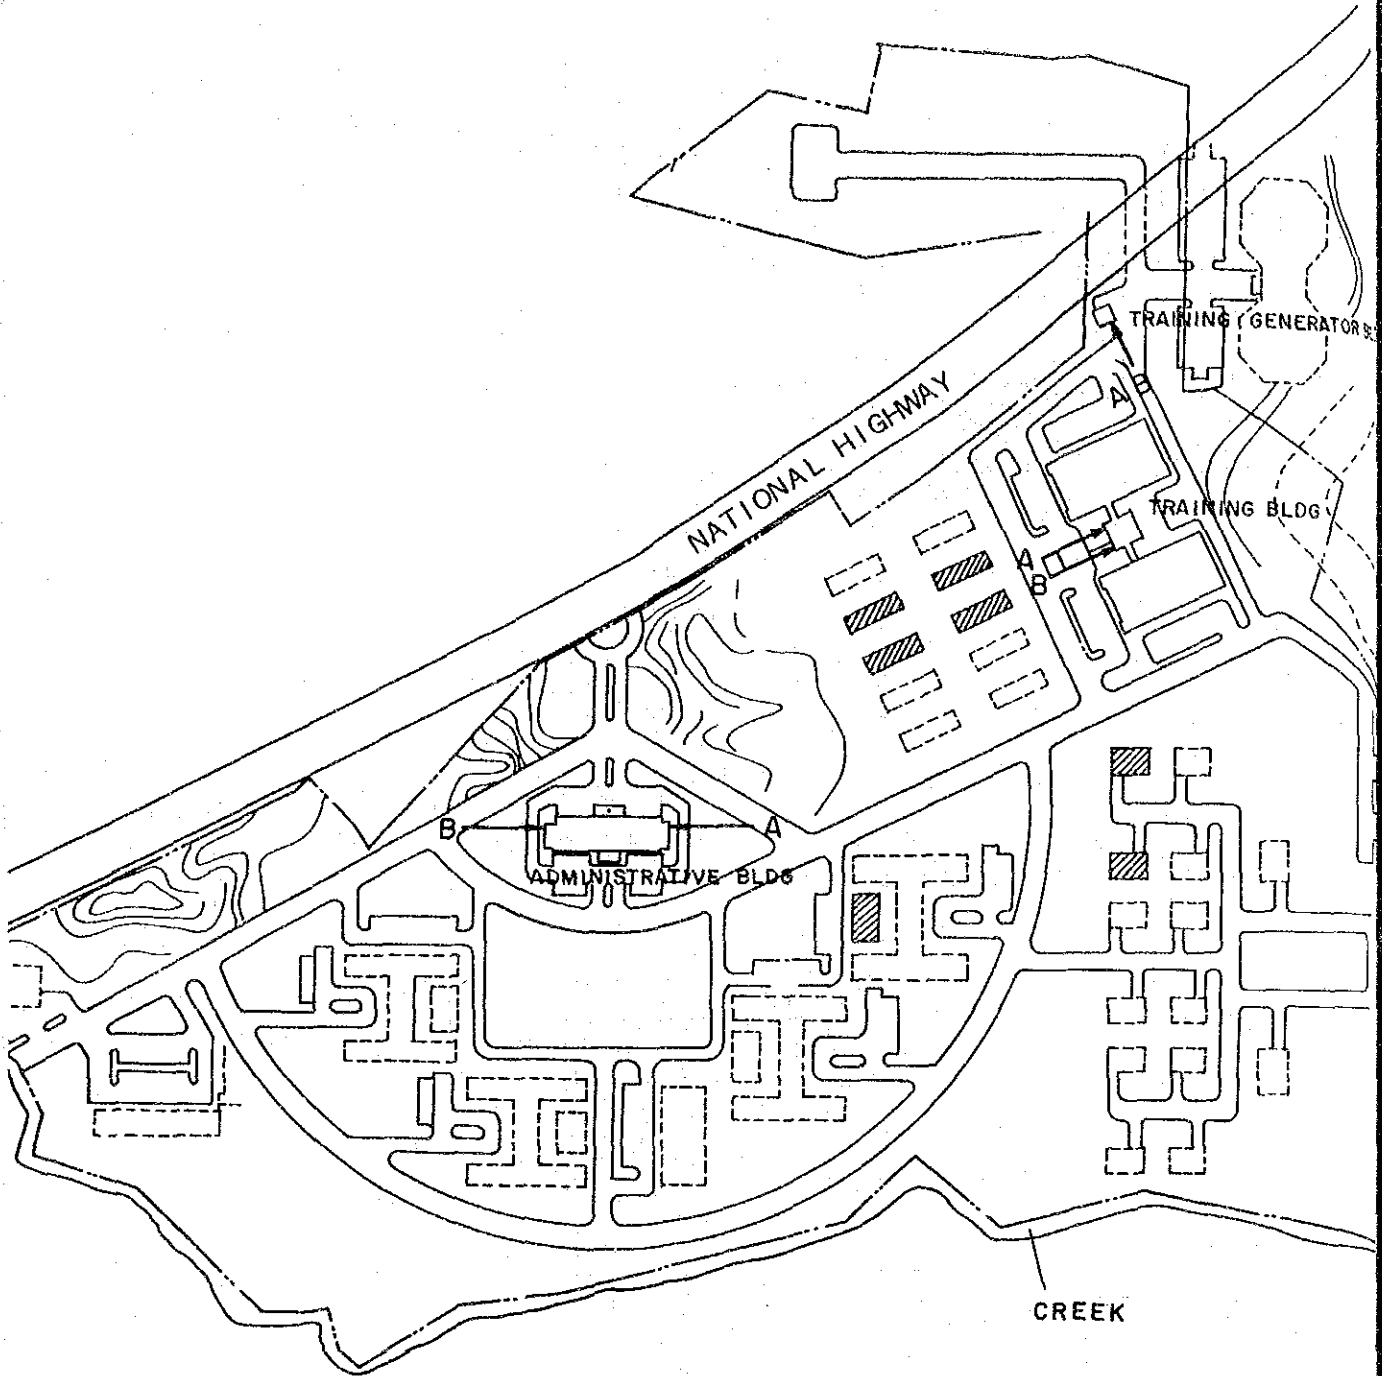 TRAINING GENERATOR
A B
NATIONAL HIGHWAY
TRAINING BLDG
A
B
B
A
ADMINISTRATIVE BLDG
CREEK